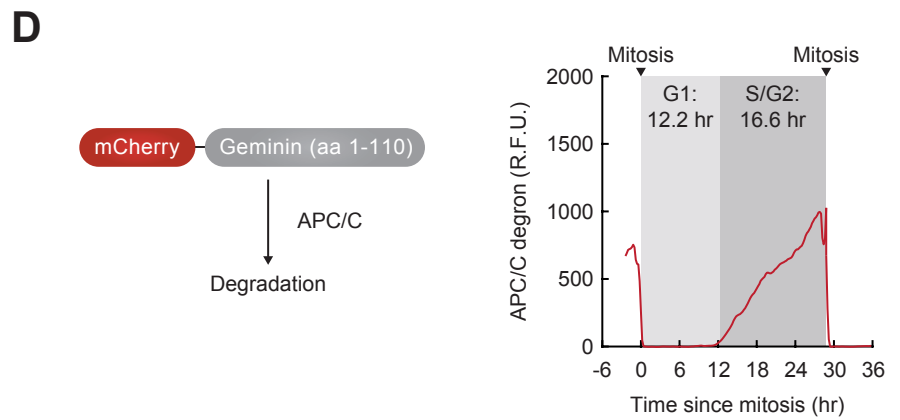 D
mCherry
Geminin (aa 1-110)
APC/C
Degradation
Mitosis
Mitosis
G1:
12.2 hr
S/G2:
16.6 hr
APC/C degron (R.F.U.)
2000
1500
1000
500
0
-6 0 6 12 18 24 30 36
Time since mitosis (hr)